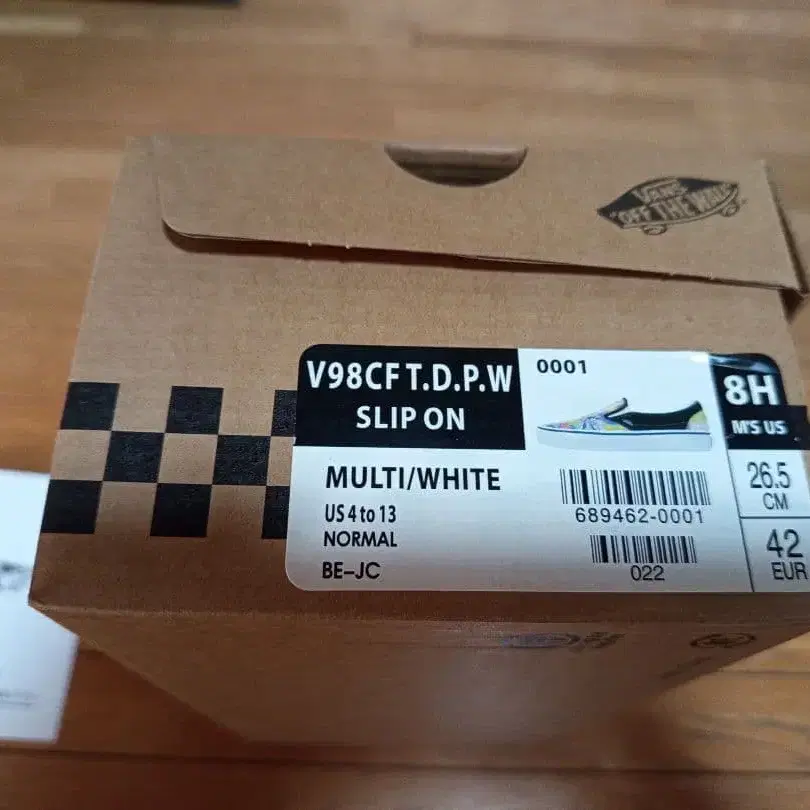 VANS
"OFF THE WALL"
V98CF T.D.P.W
SLIP ON
0001
8H
M'S US
MULTI/WHITE
US 4 to 13
NORMAL
BE–JC
689462-0001
022
26.5
CM
42
EUR